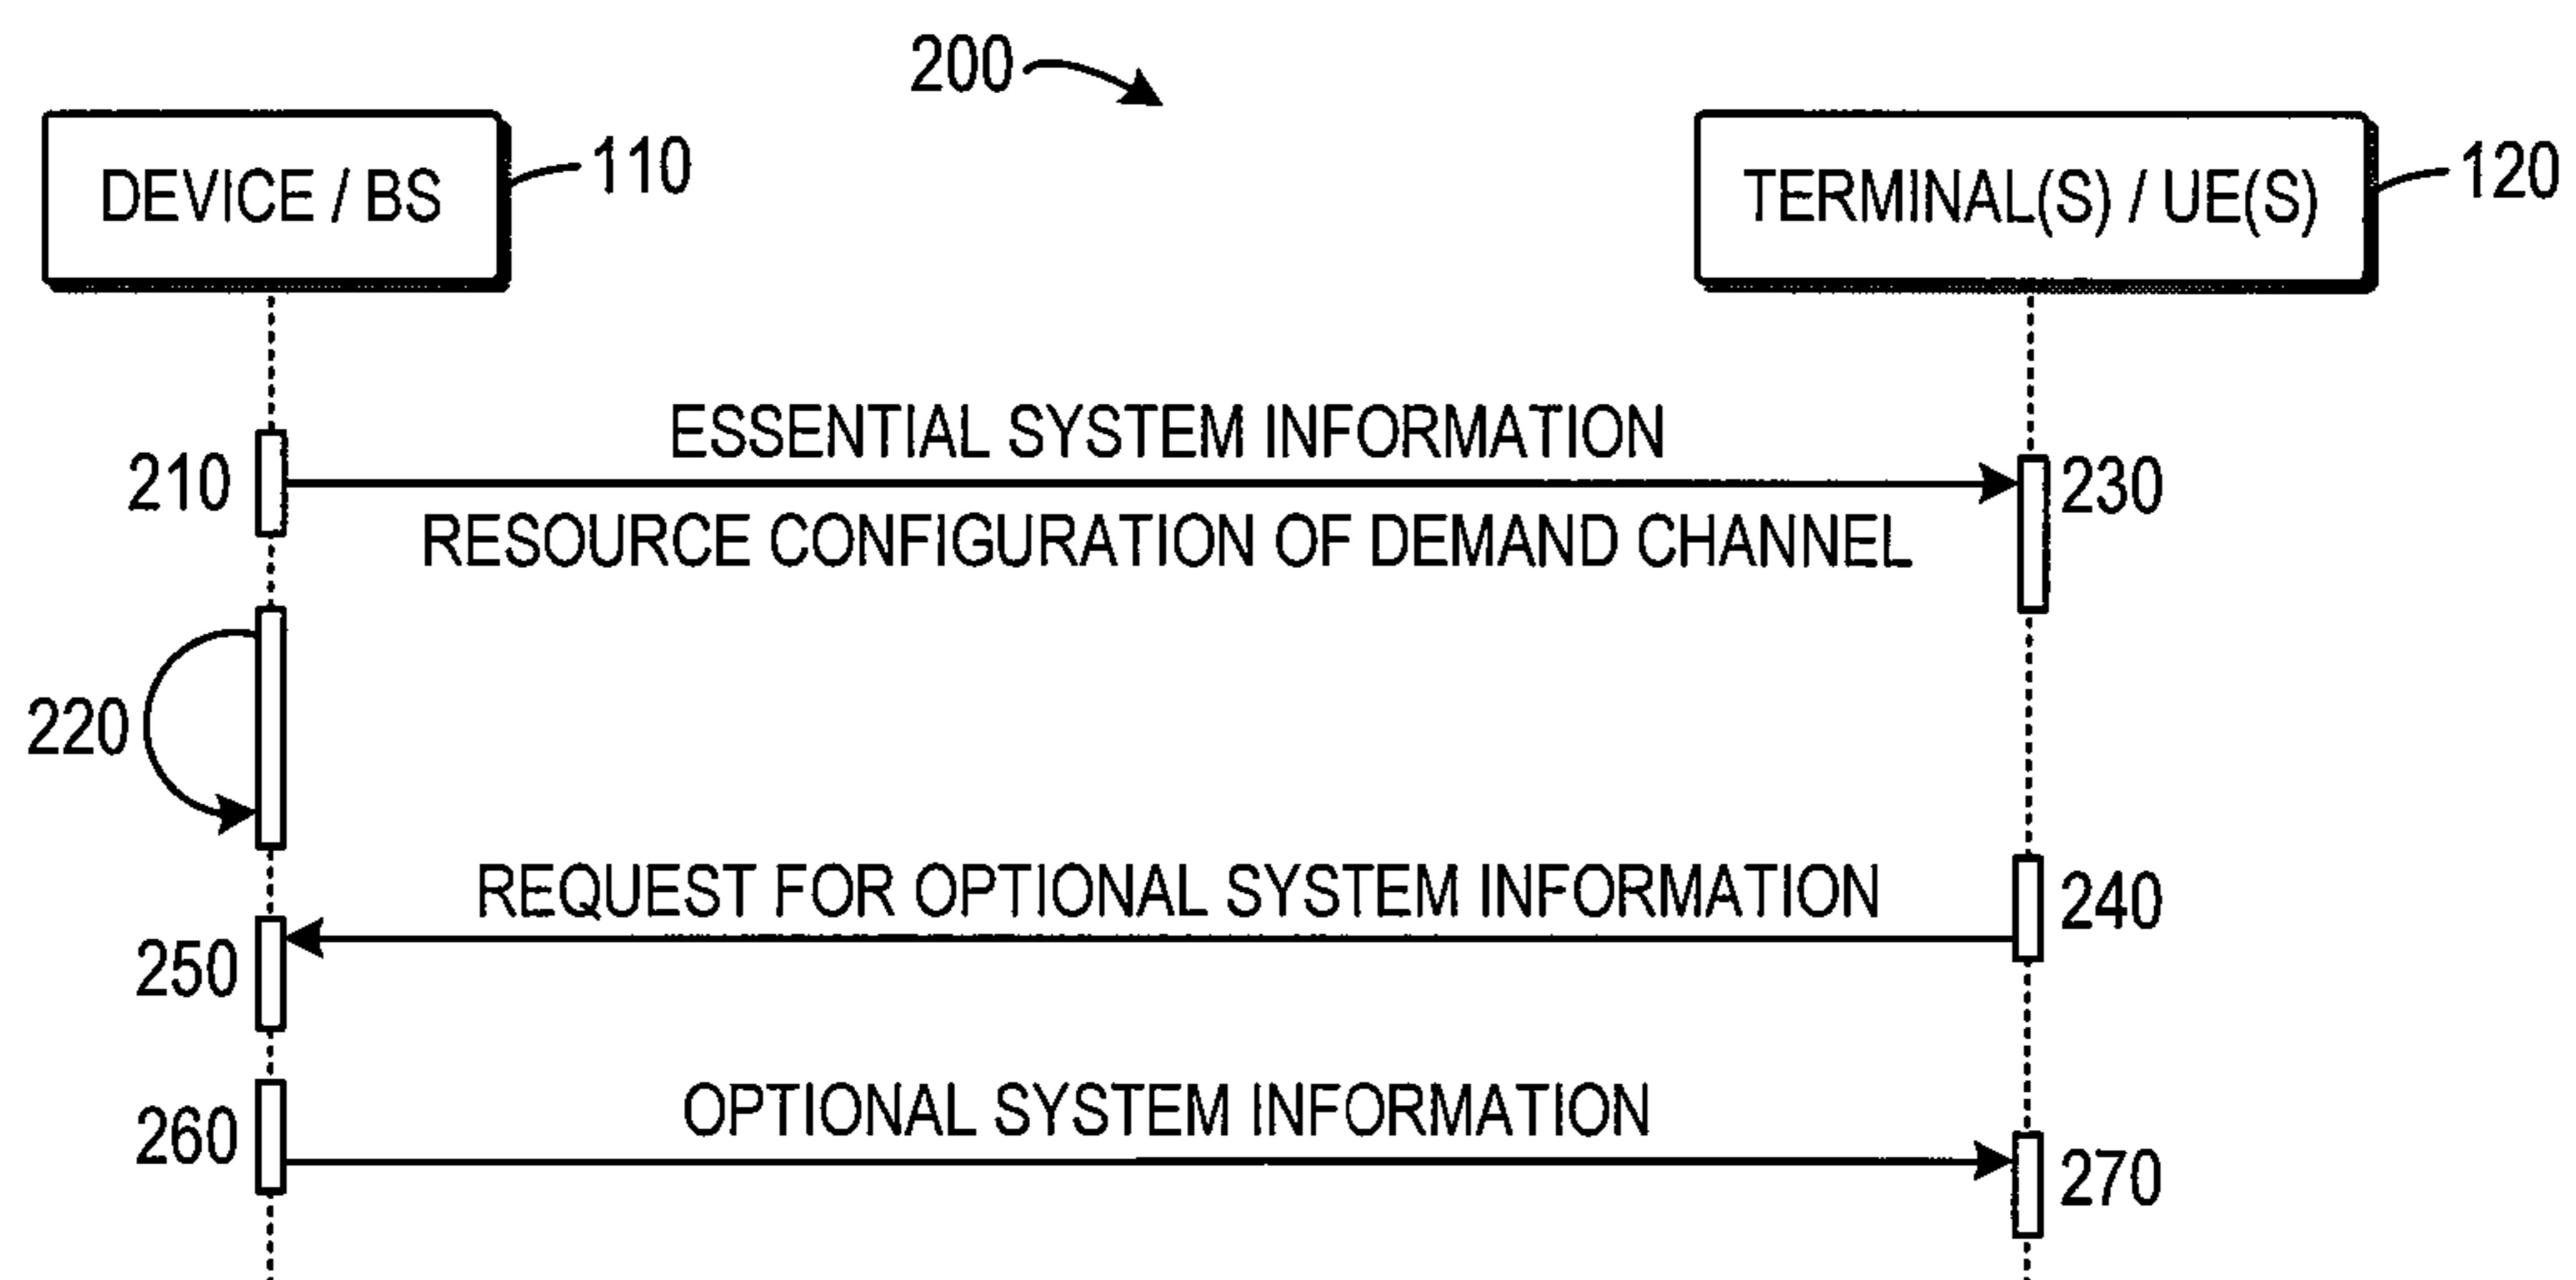 200
DEVICE / BS
110
TERMINAL(S) / UE(S)
120
ESSENTIAL SYSTEM INFORMATION
210
230
RESOURCE CONFIGURATION OF DEMAND CHANNEL
220
REQUEST FOR OPTIONAL SYSTEM INFORMATION
240
250
OPTIONAL SYSTEM INFORMATION
260
270